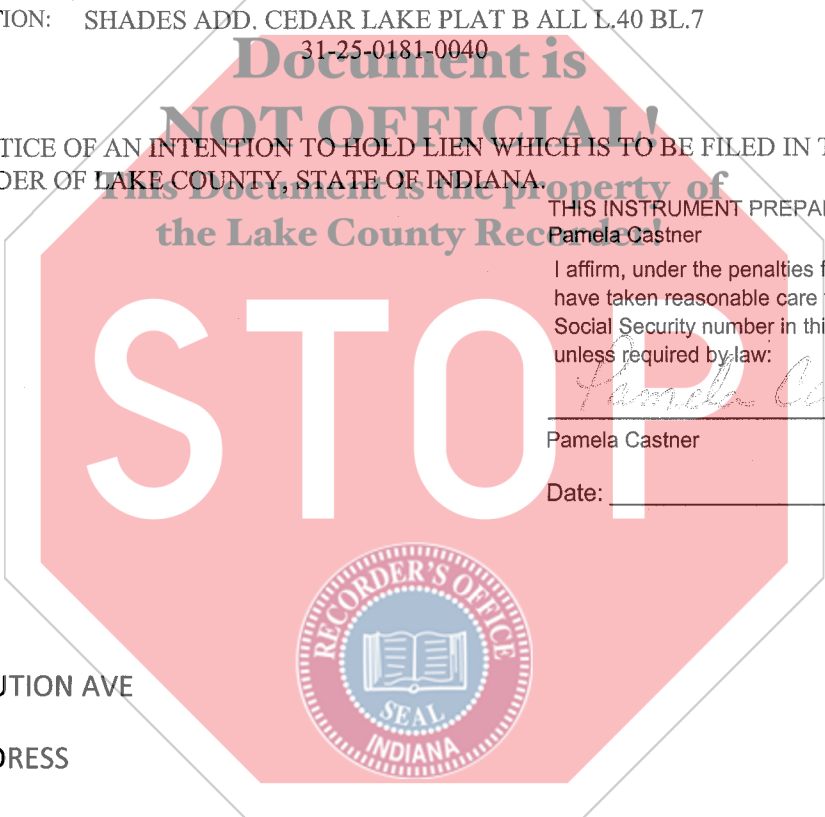 TION: SHADES ADD. CEDAR LAKE PLAT B ALL L.40 BL.7
31-25-0181-0040
Document is
NOT OFFICIAL!
TICE OF AN INTENTION TO HOLD LIEN WHICH IS TO BE FILED IN T
DER OF LAKE COUNTY, STATE OF INDIANA.
This Document is the property of
the Lake County Recorder!
THIS INSTRUMENT PREPA
Pamela Castner
I affirm, under the penalties f
have taken reasonable care
Social Security number in thi
unless required by law:
Pamela Ca
Pamela Castner
Date:
STOP
RECORDER'S OFFICE
SEAL
INDIANA
UTION AVE
DRESS